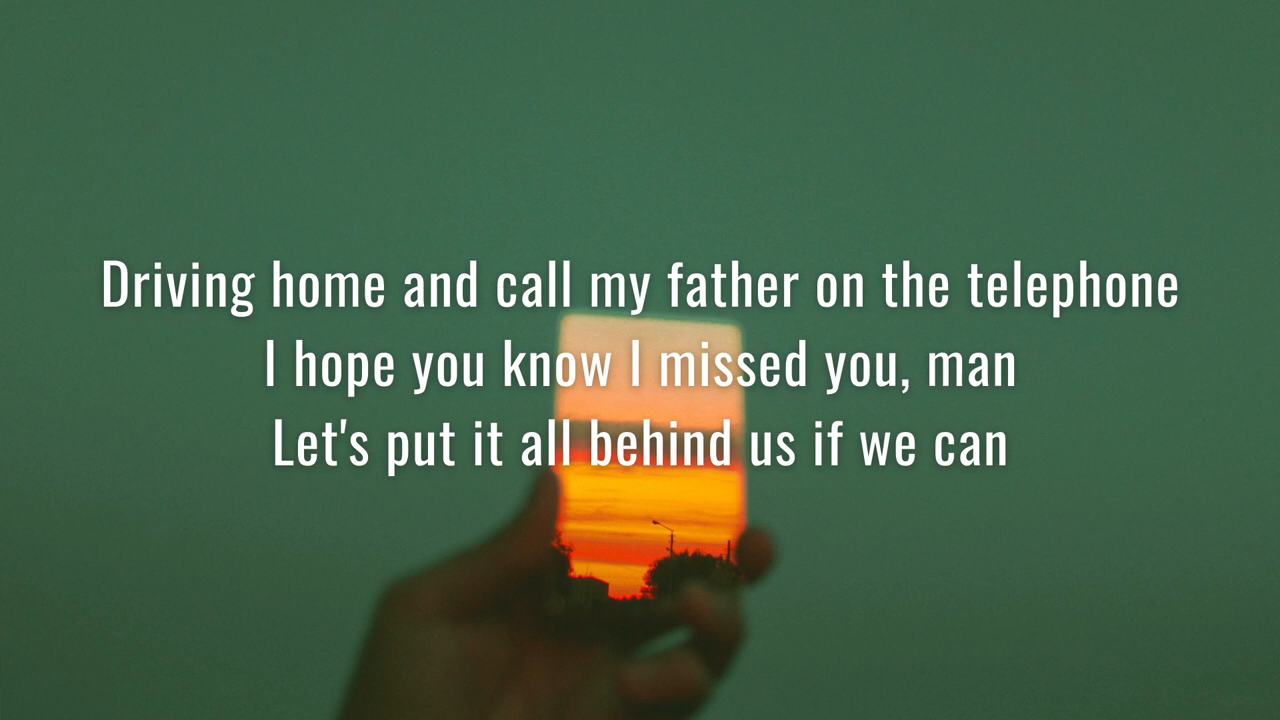 Driving home and call my father on the telephone
I hope you know I missed you, man
Let's put it all behind us if we can